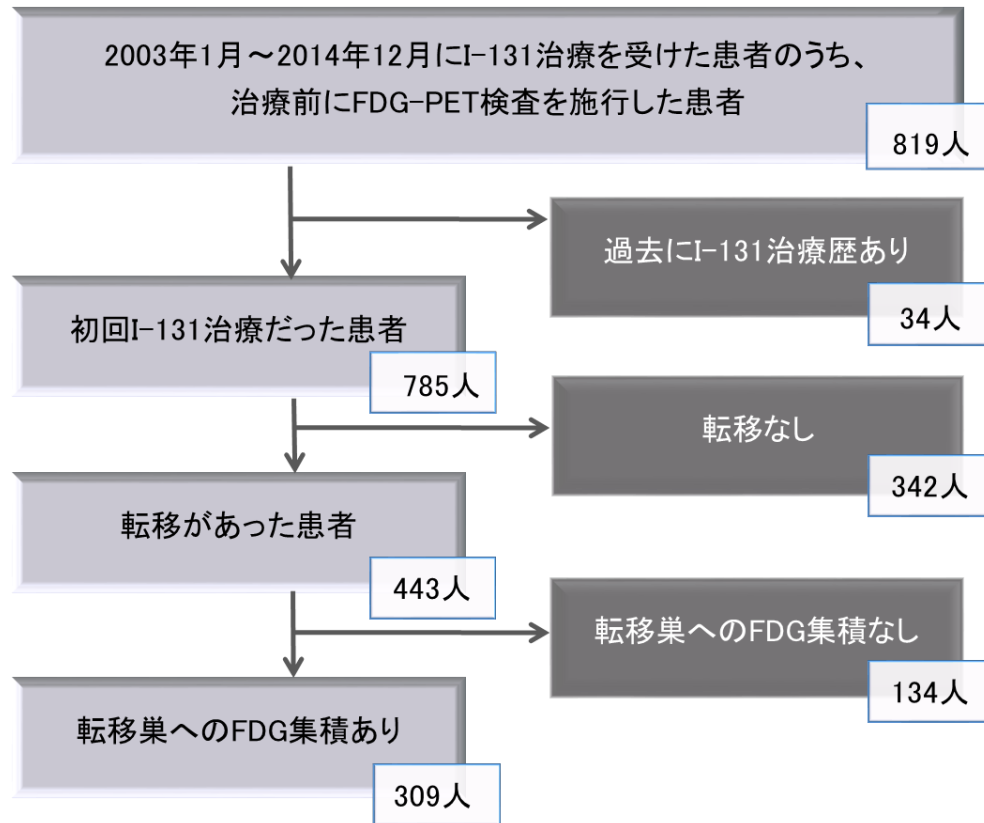 2003年1月～2014年12月にI-131治療を受けた患者のうち、
治療前にFDG-PET検査を施行した患者
819人
過去にI-131治療歴あり
34人
初回I-131治療だった患者
785人
転移なし
342人
転移があった患者
443人
転移巣へのFDG集積なし
134人
転移巣へのFDG集積あり
309人